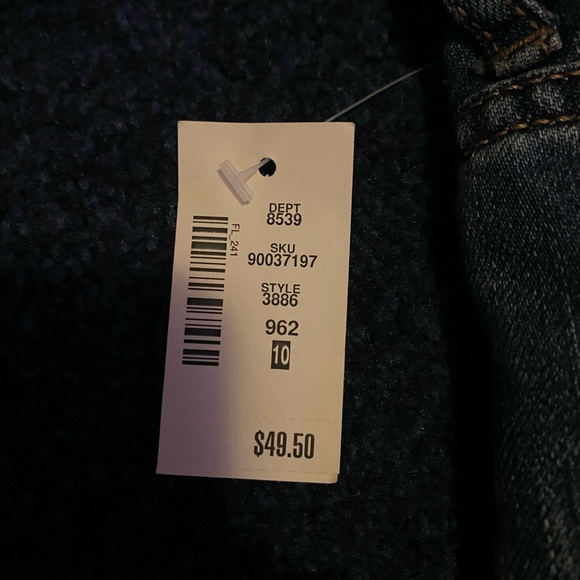 DEPT
8539
FL_241
SKU
90037197
STYLE
3886
962
10
$49.50